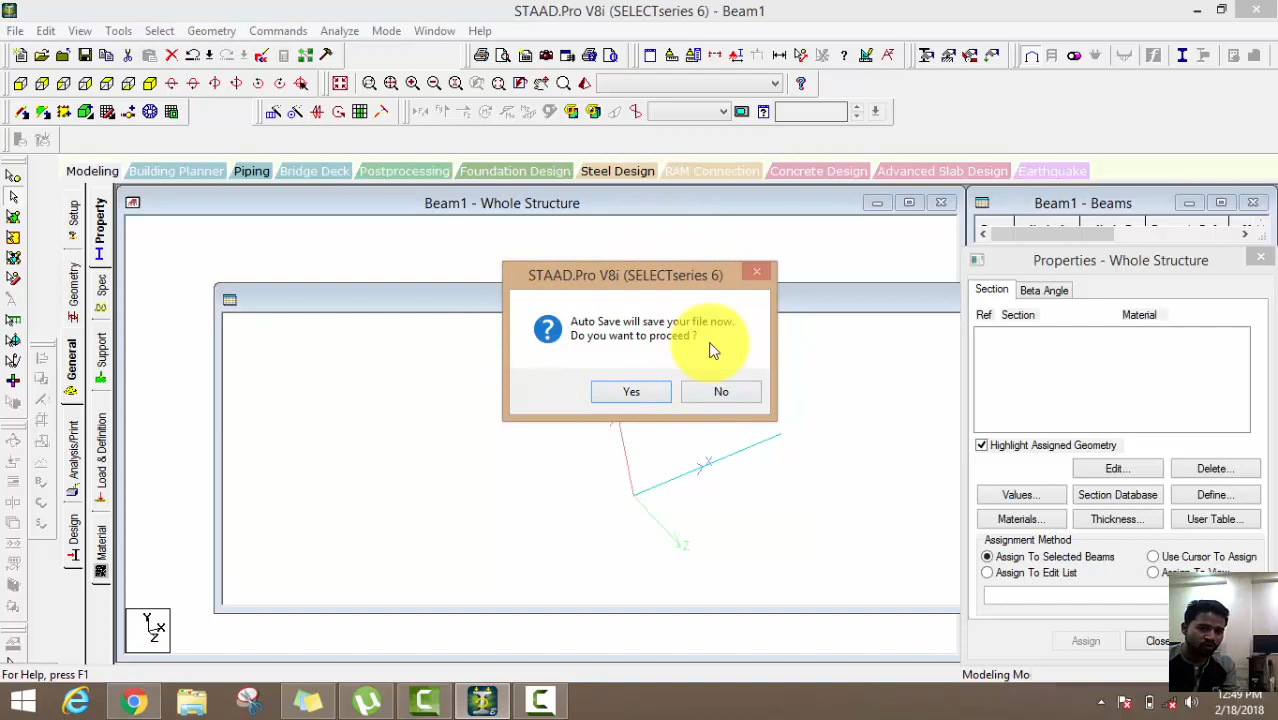 STAAD.Pro V8i (SELECTseries 6) - Beam1
File Edit View Tools Select Geometry Commands Analyze Mode Window Help
Modeling Building Planner Piping Bridge Deck Postprocessing Foundation Design Steel Design RAM Connection Concrete Design Advanced Slab Design Earthquake
Setup
Geometry
General
Analysis/Print
Design
Property
Spec
Support
Load & Definition
Material
Beam1 - Whole Structure
Beam1 - Beams
STAAD.Pro V8i (SELECTseries 6)
Auto Save will save your file now.
Do you want to proceed ?
Yes No
X
Z
Y
X
Z
Properties - Whole Structure
Section Beta Angle
Ref Section Material
Highlight Assigned Geometry
Edit... Delete...
Values... Section Database Define...
Materials... Thickness... User Table...
Assignment Method
Assign To Selected Beams Use Cursor To Assign
Assign To Edit List Assign To View
Assign Close
For Help, press F1
Modeling Mo
12:49 PM
2/18/2018